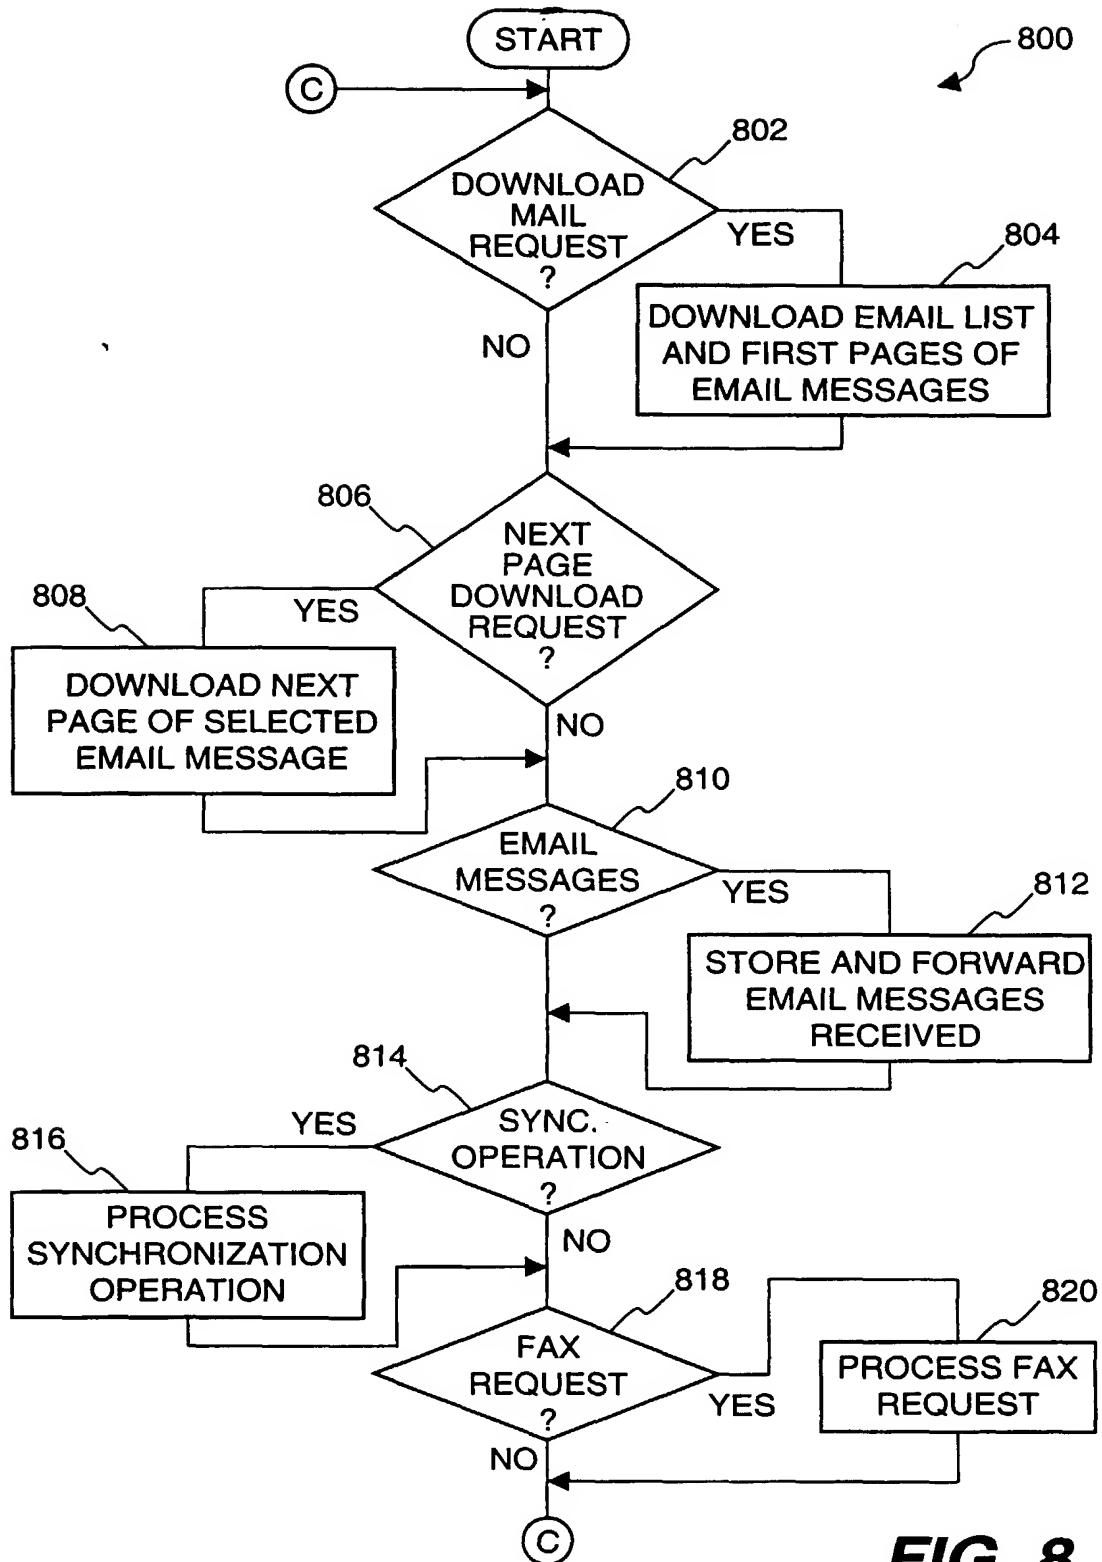 START
800
C
802
DOWNLOAD
MAIL
REQUEST
?
YES
804
DOWNLOAD EMAIL LIST
AND FIRST PAGES OF
EMAIL MESSAGES
NO
806
NEXT
PAGE
DOWNLOAD
REQUEST
?
YES
808
DOWNLOAD NEXT
PAGE OF SELECTED
EMAIL MESSAGE
NO
810
EMAIL
MESSAGES
?
YES
812
STORE AND FORWARD
EMAIL MESSAGES
RECEIVED
814
SYNC.
OPERATION
?
YES
816
PROCESS
SYNCHRONIZATION
OPERATION
NO
818
FAX
REQUEST
?
YES
820
PROCESS FAX
REQUEST
NO
C
FIG. 8